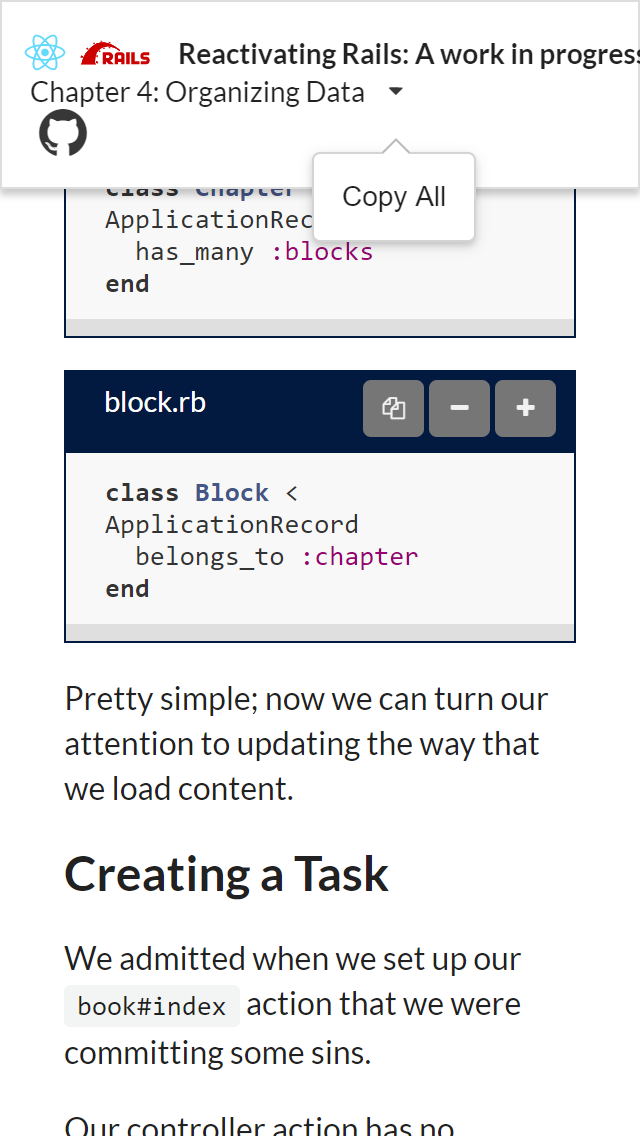 RAILS
Reactivating Rails: A work in progress
Chapter 4: Organizing Data
Copy All
class Chapter
ApplicationRec
has_many :blocks
end
block.rb
class Block <
ApplicationRecord
belongs_to :chapter
end
Pretty simple; now we can turn our
attention to updating the way that
we load content.
Creating a Task
We admitted when we set up our
book#index action that we were
committing some sins.
Our controller action has no